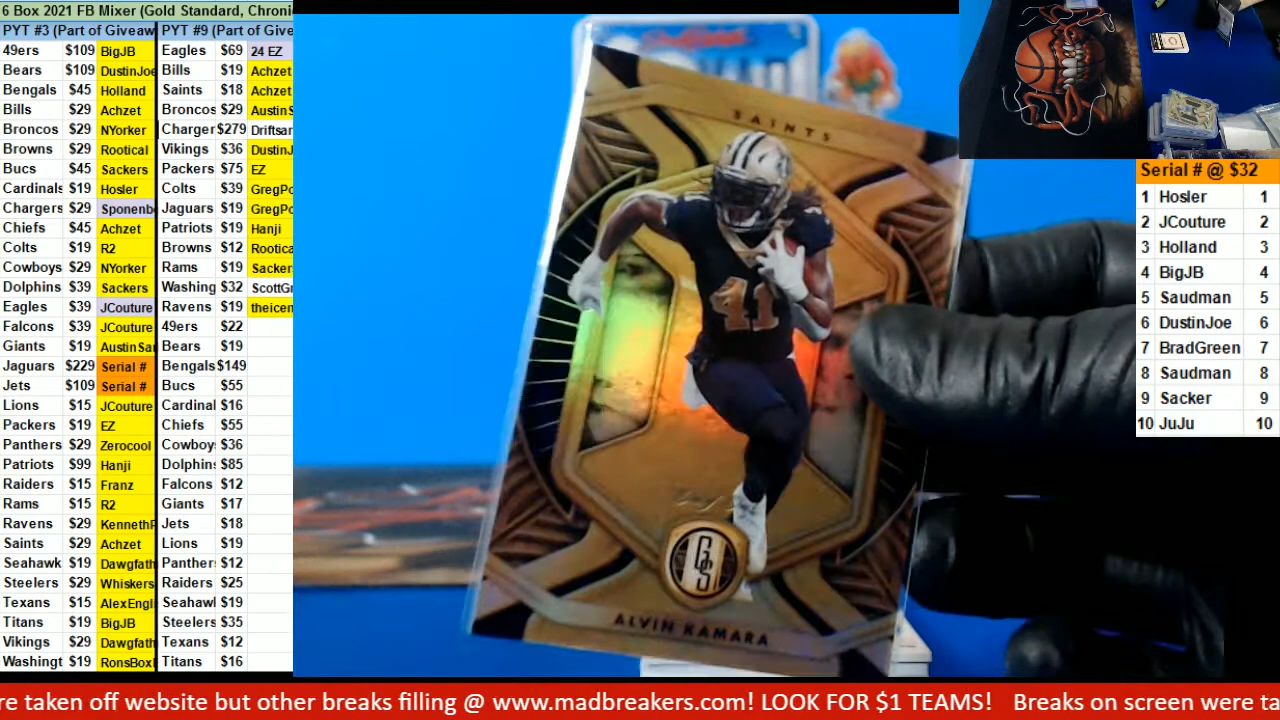 6 Box 2021 FB Mixer (Gold Standard, Chroni
PYT #3 (Part of Giveaw PYT #9 (Part of Give
49ers $109 BigJB Eagles $69 24 EZ
Bears $109 DustinJoe Bills $19 Achzet
Bengals $45 Holland Saints $18 Achzet
Bills $29 Achzet Broncos $29 AustinS
Broncos $29 NYorker Charger $279 Driftsar
Browns $29 Rootical Vikings $36 DustinJ
Bucs $45 Sackers Packers $75 EZ
Cardinals $19 Hosler Colts $39 GregPo
Chargers $29 Sponenb Jaguars $19 GregPo
Chiefs $45 Achzet Patriots $19 Hanji
Colts $19 R2 Browns $12 Rootica
Cowboys $29 NYorker Rams $19 Sacker
Dolphins $39 Sackers Washing $32 ScottGr
Eagles $39 JCouture Ravens $19 theicen
Falcons $39 JCouture 49ers $22
Giants $19 AustinSar Bears $19
Jaguars $229 Serial # Bengals $149
Jets $109 Serial # Bucs $55
Lions $15 JCouture Cardinal $16
Packers $19 EZ Chiefs $55
Panthers $29 Zerocool Cowboy $36
Patriots $99 Hanji Dolphins $85
Raiders $15 Franz Falcons $12
Rams $15 R2 Giants $17
Ravens $29 KennethF Jets $18
Saints $29 Achzet Lions $19
Seahawk $19 Dawgfath Panther $12
Steelers $29 Whiskers Raiders $25
Texans $15 AlexEngl Seahawl $19
Titans $19 BigJB Steelers $35
Vikings $29 Dawgfath Texans $12
Washingt $19 RonsBoxI Titans $16
SAINTS
41
GS
ALVIN KAMARA
Serial # @ $32
1 Hosler 1
2 JCouture 2
3 Holland 3
4 BigJB 4
5 Saudman 5
6 DustinJoe 6
7 BradGreen 7
8 Saudman 8
9 Sacker 9
10 JuJu 10
re taken off website but other breaks filling @ www.madbreakers.com! LOOK FOR $1 TEAMS! Breaks on screen were ta